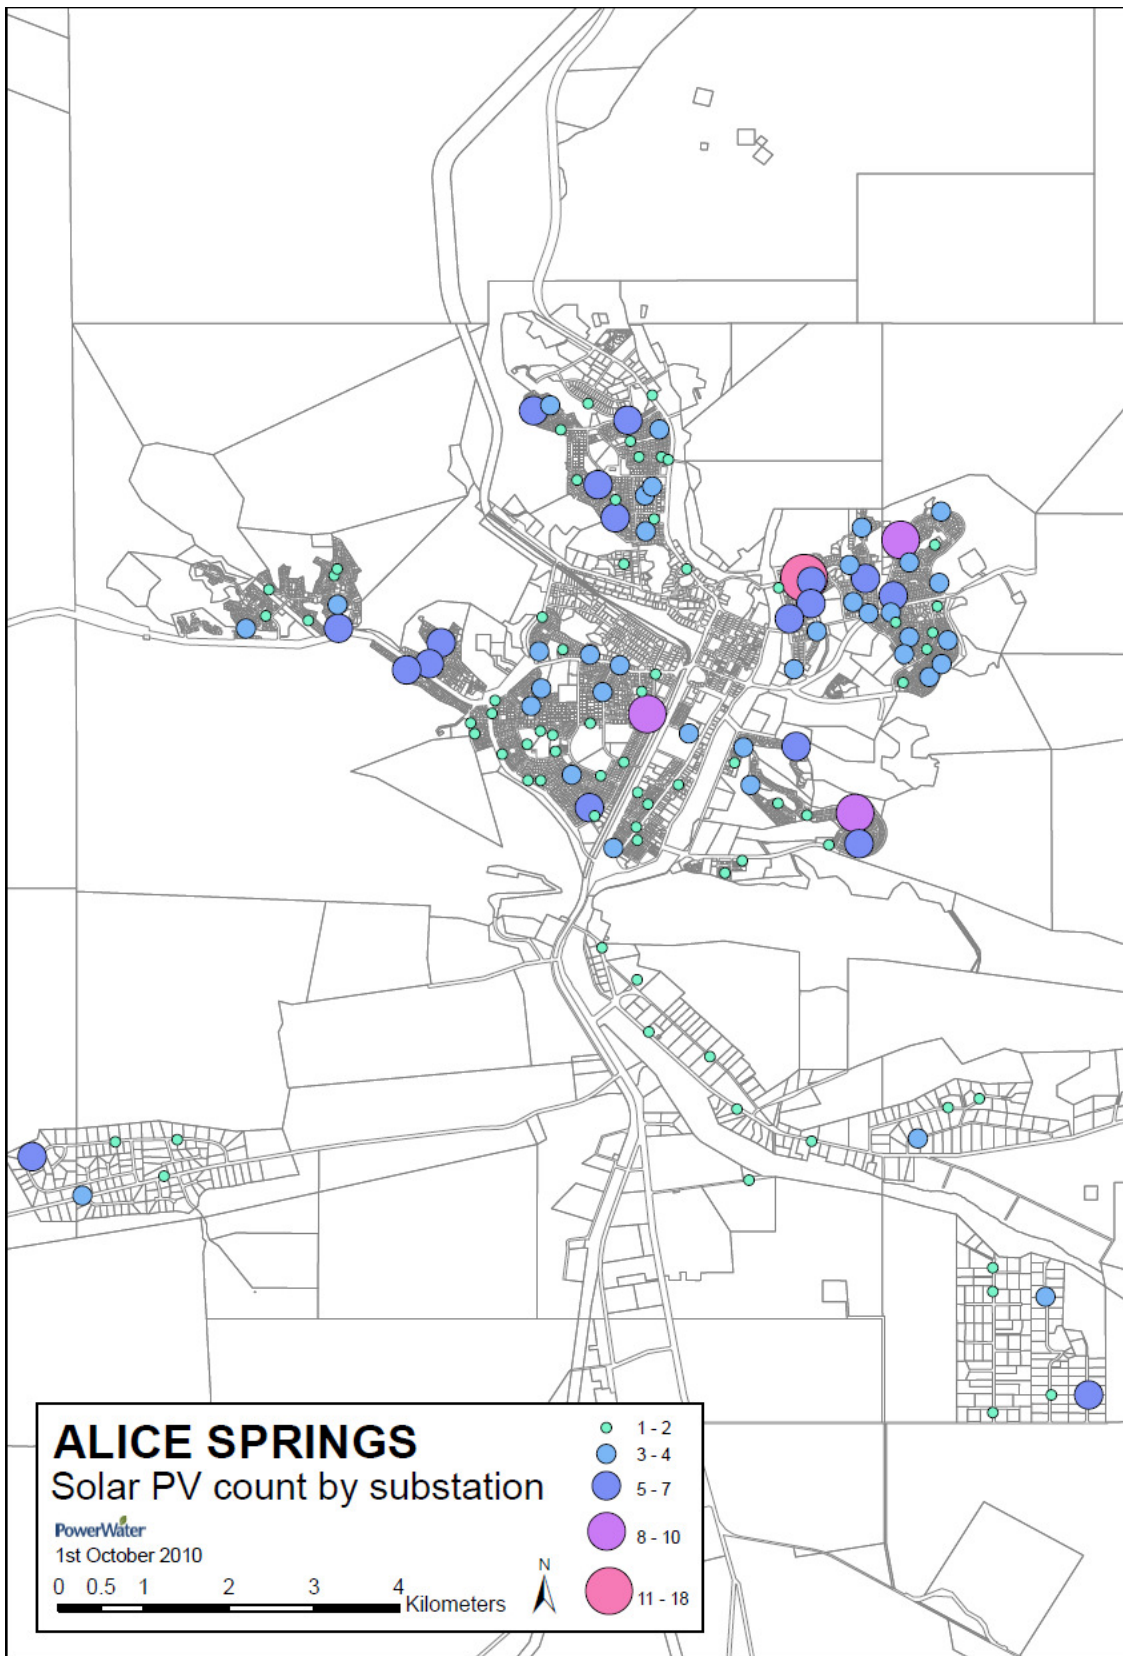 ALICE SPRINGS
Solar PV count by substation
PowerWater
1st October 2010
0 0.5 1 2 3 4
Kilometers
N
1 - 2
3 - 4
5 - 7
8 - 10
11 - 18